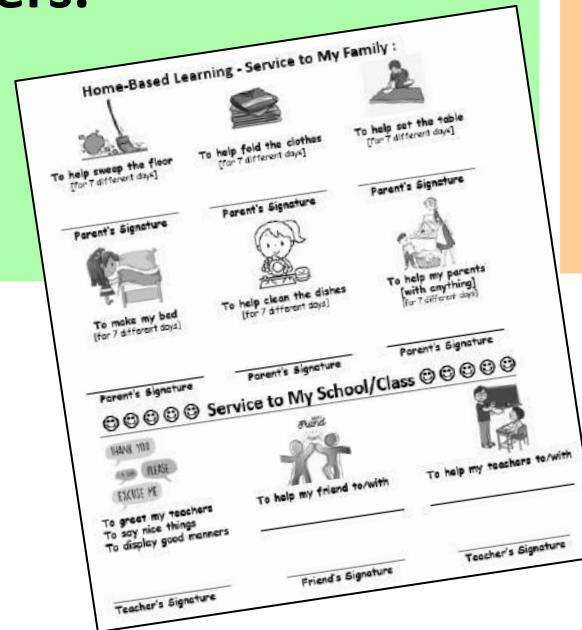 ers.
Home-Based Learning - Service to My Family :
To help sweep the floor
[for 7 different days]
To help fold the clothes
[for 7 different days]
To help set the table
[for 7 different days]
Parent's Signature
Parent's Signature
Parent's Signature
To make my bed
[for 7 different days]
To help clean the dishes
[for 7 different days]
To help my parents
[with anything]
[for 7 different days]
Parent's Signature
Parent's Signature
Parent's Signature
Service to My School/Class
THANK YOU
PLEASE
EXCUSE ME
To greet my teachers
To say nice things
To display good manners
Friend
To help my friend to/with
To help my teachers to/with
Teacher's Signature
Friend's Signature
Teacher's Signature